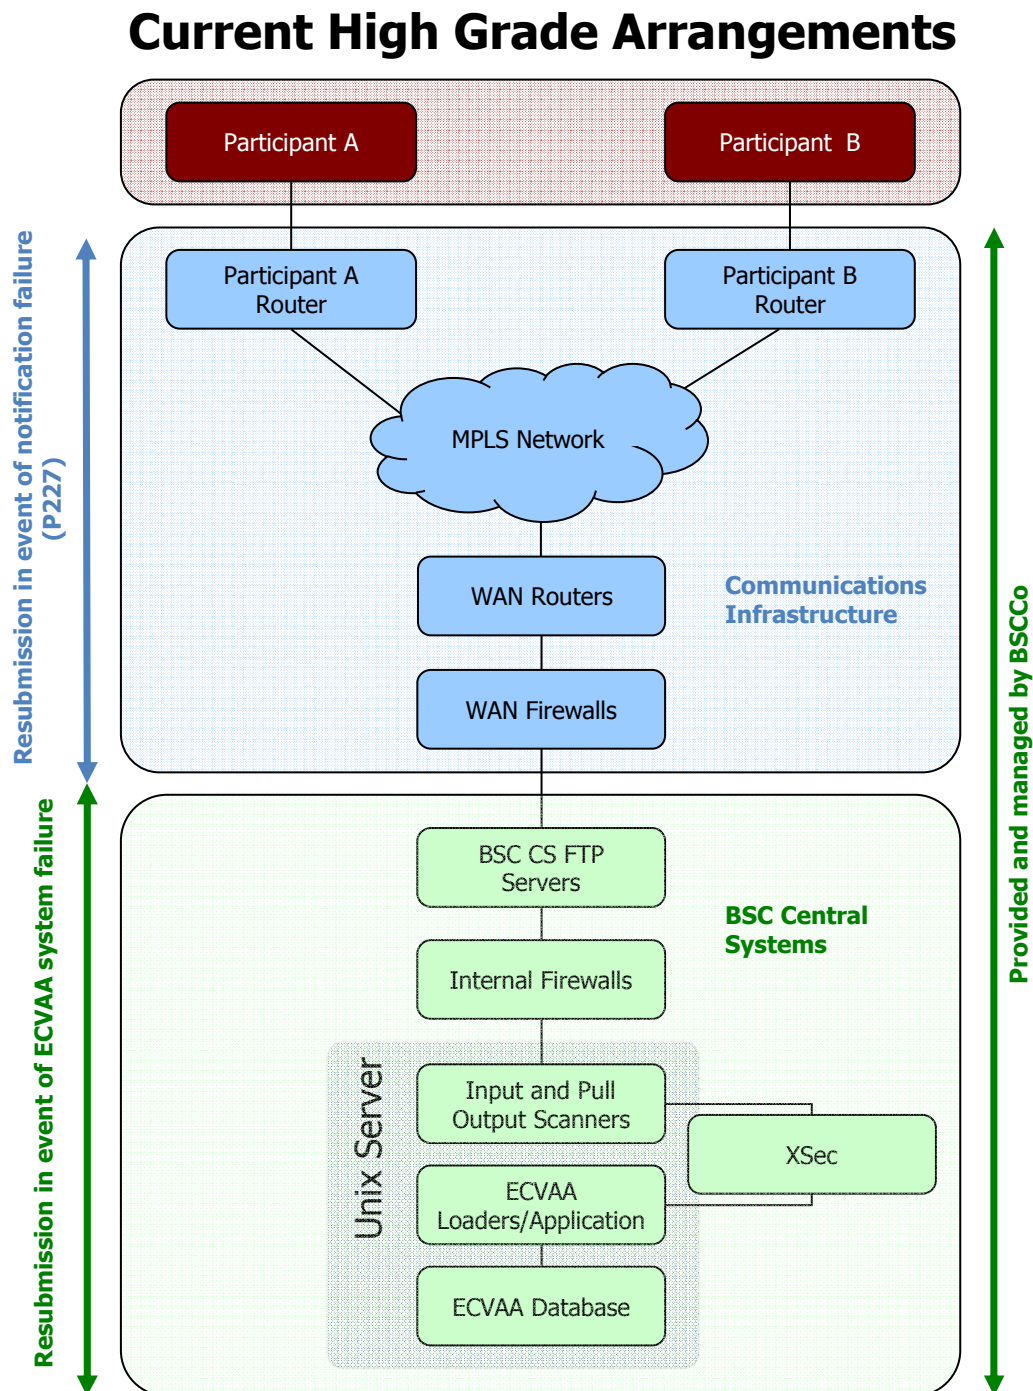 Current High Grade Arrangements
Participant A
Participant B
Participant A
Router
Participant B
Router
MPLS Network
WAN Routers
WAN Firewalls
Communications
Infrastructure
Resubmission in event of notification failure
(P227)
Provided and managed by BSCCo
BSC CS FTP
Servers
BSC Central
Systems
Internal Firewalls
Unix Server
Input and Pull
Output Scanners
XSec
ECVAA
Loaders/Application
ECVAA Database
Resubmission in event of ECVAA system failure